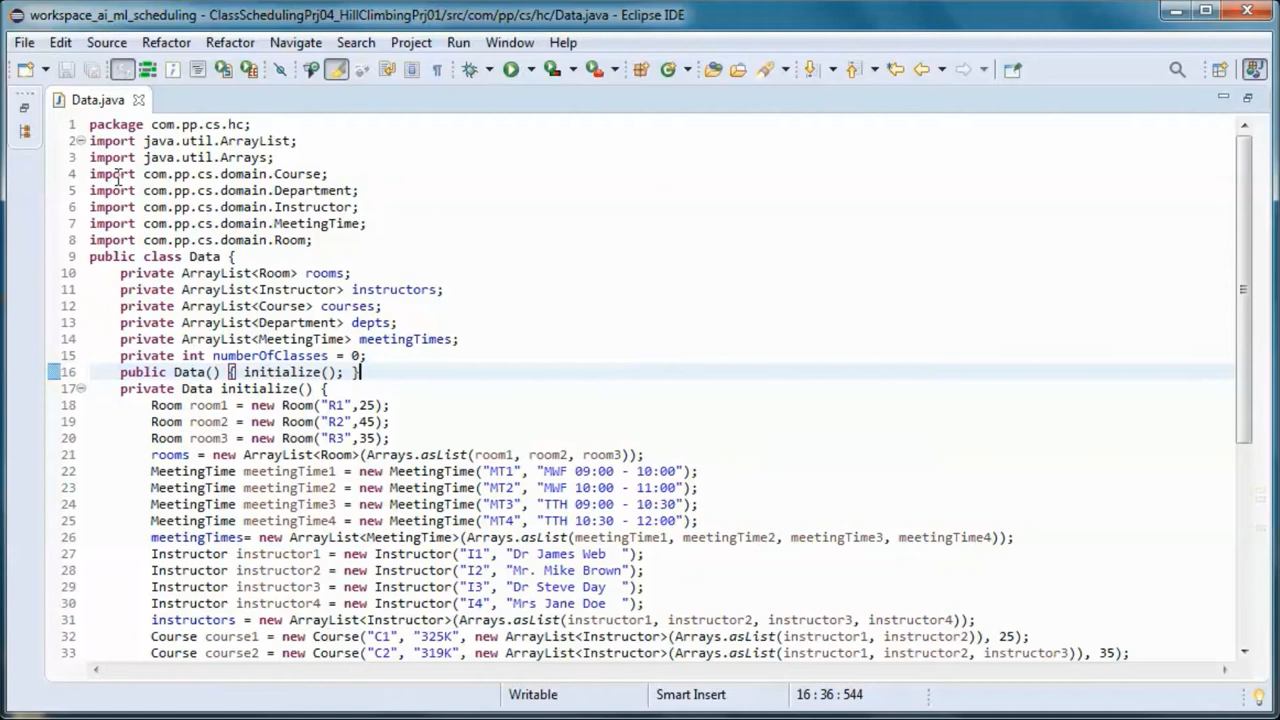 workspace_ai_ml_scheduling - ClassSchedulingPrj04_HillClimbingPrj01/src/com/pp/cs/hc/Data.java - Eclipse IDE
File Edit Source Refactor Refactor Navigate Search Project Run Window Help
Data.java
1 package com.pp.cs.hc;
2 import java.util.ArrayList;
3 import java.util.Arrays;
4 import com.pp.cs.domain.Course;
5 import com.pp.cs.domain.Department;
6 import com.pp.cs.domain.Instructor;
7 import com.pp.cs.domain.MeetingTime;
8 import com.pp.cs.domain.Room;
9 public class Data {
10 private ArrayList<Room> rooms;
11 private ArrayList<Instructor> instructors;
12 private ArrayList<Course> courses;
13 private ArrayList<Department> depts;
14 private ArrayList<MeetingTime> meetingTimes;
15 private int numberOfClasses = 0;
16 public Data() { initialize(); }
17 private Data initialize() {
18 Room room1 = new Room("R1",25);
19 Room room2 = new Room("R2",45);
20 Room room3 = new Room("R3",35);
21 rooms = new ArrayList<Room>(Arrays.asList(room1, room2, room3));
22 MeetingTime meetingTime1 = new MeetingTime("MT1", "MWF 09:00 - 10:00");
23 MeetingTime meetingTime2 = new MeetingTime("MT2", "MWF 10:00 - 11:00");
24 MeetingTime meetingTime3 = new MeetingTime("MT3", "TTH 09:00 - 10:30");
25 MeetingTime meetingTime4 = new MeetingTime("MT4", "TTH 10:30 - 12:00");
26 meetingTimes= new ArrayList<MeetingTime>(Arrays.asList(meetingTime1, meetingTime2, meetingTime3, meetingTime4));
27 Instructor instructor1 = new Instructor("I1", "Dr James Web  ");
28 Instructor instructor2 = new Instructor("I2", "Mr. Mike Brown");
29 Instructor instructor3 = new Instructor("I3", "Dr Steve Day  ");
30 Instructor instructor4 = new Instructor("I4", "Mrs Jane Doe  ");
31 instructors = new ArrayList<Instructor>(Arrays.asList(instructor1, instructor2, instructor3, instructor4));
32 Course course1 = new Course("C1", "325K", new ArrayList<Instructor>(Arrays.asList(instructor1, instructor2)), 25);
33 Course course2 = new Course("C2", "319K", new ArrayList<Instructor>(Arrays.asList(instructor1, instructor2, instructor3)), 35);
Writable Smart Insert 16 : 36 : 544